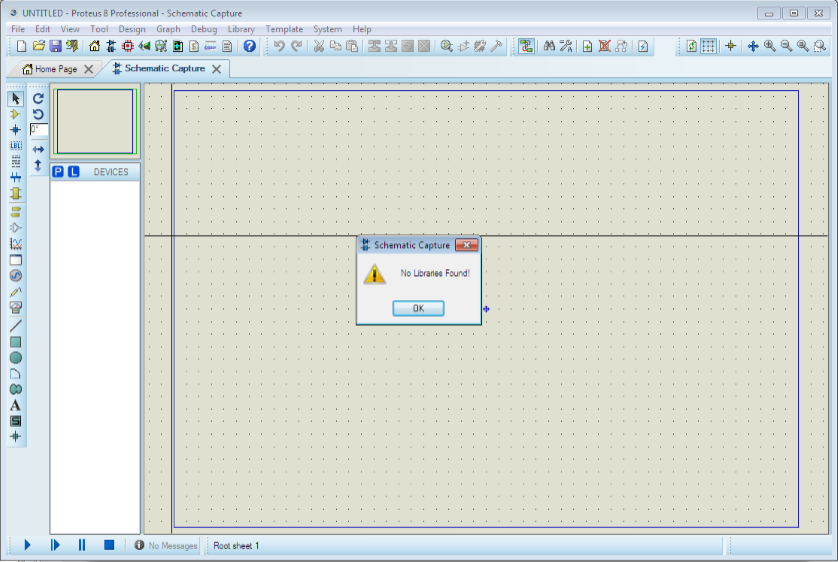 UNTITLED - Proteus 8 Professional - Schematic Capture
File Edit View Tool Design Graph Debug Library Template System Help
Home Page
Schematic Capture
0°
LBL
P L DEVICES
Schematic Capture
No Libraries Found!
OK
A
S
No Messages
Root sheet 1